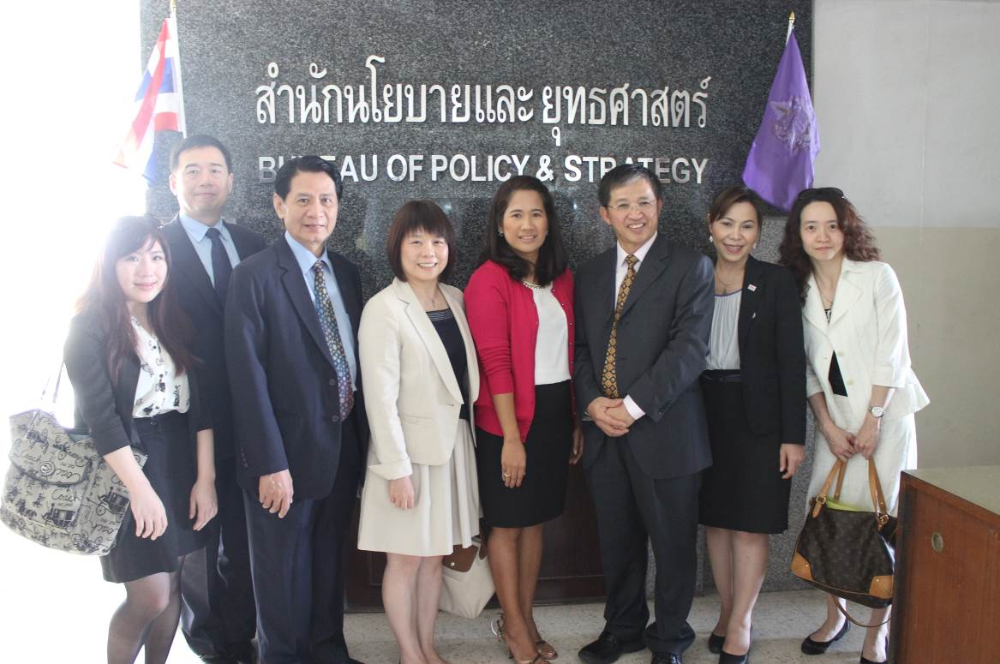 สำนักนโยบายและ ยุทธศาสตร์
BUREAU OF POLICY & STRATEGY
Coach